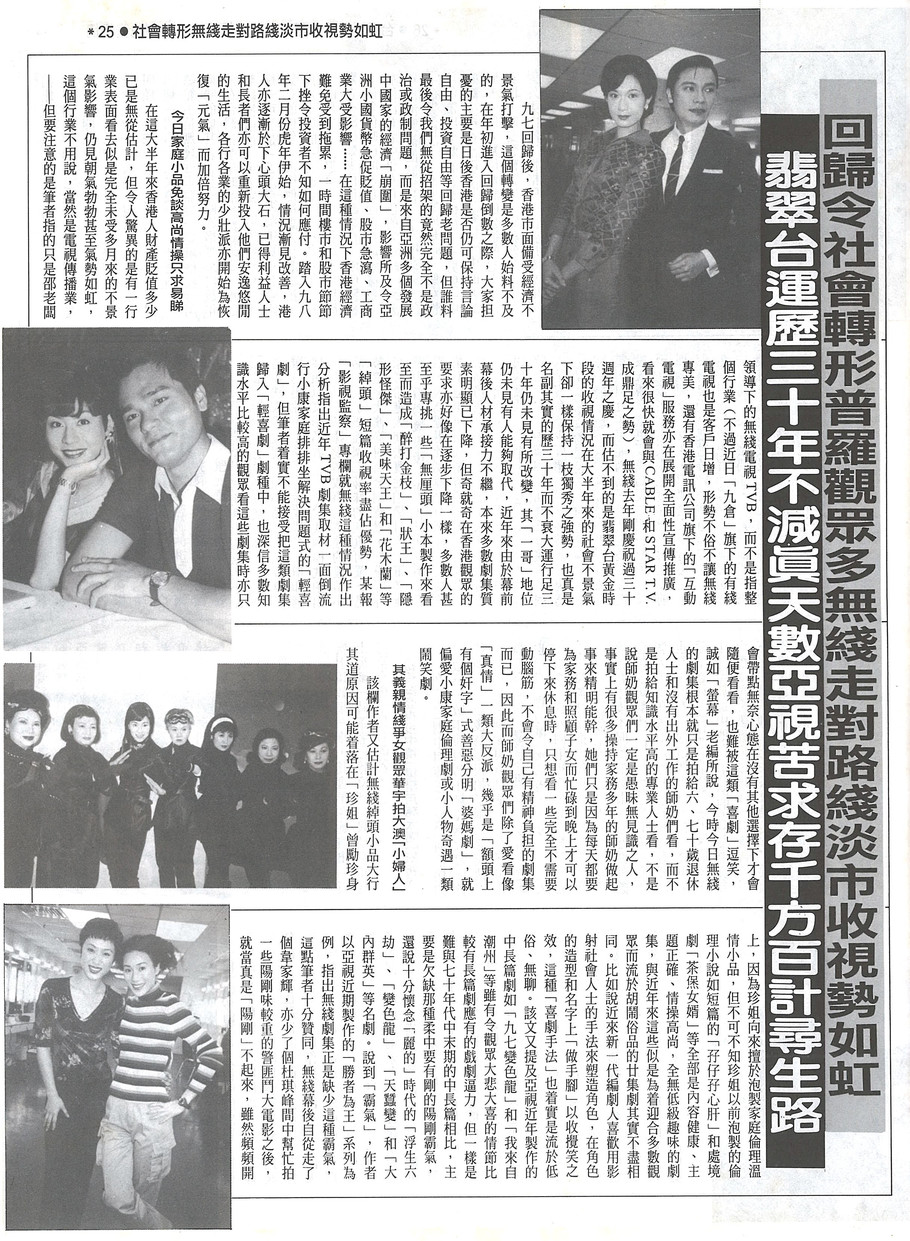 *25●社會轉形無綫走對路綫淡市收視勢如虹
回歸令社會轉形普羅觀眾多無綫走對路綫淡市收視勢如虹
翡翠台運歷三十年不減眞天數亞視苦求存千方百計尋生路
九七回歸後，香港市面備受經濟不
景氣打擊，這個轉變是多數人始料不及
的，在年初進入回歸倒數之際，大家担
憂的主要是日後香港是否仍可保持言論
自由、投資自由等回歸老問題，但誰料
最後令我們無從招架的竟然完全不是政
治或政制問題，而是來自亞洲多個發展
中國家的經濟「崩圍」，影響所及令亞
洲小國貨幣急促貶值、股市急瀉、工商
業大受影響……在這種情況下香港經濟
難免受到拖累，一時間樓市和股市節節
下挫令投資者不知如何應付。踏入九八
年二月份虎年伊始，情況漸見改善，港
人亦逐漸放下心頭大石，已得利益人士
和長者們亦可以重新投入他們安逸悠閒
的生活，各行各業的少壯派亦開始為恢
復「元氣」而加倍努力。
今日家庭小品免談高尚情操只求易睇
在這大半年來香港人財產貶值多少
已是無從估計，但令人驚異的是有一行
業表面看去似是完全未受多月來的不景
氣影響，仍見朝氣勃勃甚至氣勢如虹，
這個行業不用說，當然是電視傳播業，
——但要注意的是筆者指的只是邵老闆
領導下的無綫電視TVB，而不是指整
個行業（不過近日「九倉」旗下的有綫
電視也是客戶日增，形勢不俗不讓無綫
專美，還有香港電訊公司旗下的「互動
電視」服務亦在展開全面性宣傳推廣，
看來很快就會與CABLE和STAR T.V.
成鼎足之勢），無綫去年剛慶祝過三十
週年之慶，而估不到的是翡翠台黃金時
段的收視情況在大半年來的社會不景氣
下卻一樣保持一枝獨秀之強勢，也真是
名副其實的歷三十年而不衰大運行足三
十年仍未見有所改變，其「一哥」地位
仍未見有人能夠取代，近年來由於幕前
幕後人材承接力不繼，本來多數劇集質
素明顯已下降，但奇就奇在香港觀眾的
要求亦好像在逐步下降一樣，多數人甚
至乎專挑一些「無厘頭」小本製作來看
至而造成「醉打金枝」、「狀王」、「隱
形怪傑」、「美味天王」和「花木蘭」等
「綽頭」短篇收視率盡佔優勢，某報
「影視監察」專欄就無綫這種情況作出
分析指出近年TVB劇集取材一面倒流
行小康家庭排排坐解決問題式的「輕喜
劇」，但筆者着實不能接受把這類劇集
歸入「輕喜劇」劇種中，也深信多數知
識水平比較高的觀眾看這些劇集時亦只
會帶點無奈心態在沒有其他選擇下才會
隨便看看，也難被這類「喜劇」逗笑，
誠如「螢幕」老編所說，今時今日無綫
的劇集根本就只是拍給六、七十歲退休
人士和沒有出外工作的師奶們看，而不
是拍給知識水平高的專業人士看，不是
說師奶觀眾們一定是愚昧無見識之人，
事實上有很多操持家務多年的師奶做起
事來精明能幹，她們只是因為每天都要
為家務和照顧子女而忙碌到晚上才可以
停下來休息時，只想看一些完全不需要
動腦筋，不會令自己有精神負担的劇集
而已，因此而師奶觀眾們除了愛看像
「真情」一類大反派，幾乎是「額頭上
有個奸字」式善惡分明「婆媽劇」，就
偏愛小康家庭倫理劇或小人物奇遇一類
鬧笑劇。
其義親情綫爭女觀眾華宇拍大澳「小婦人」
該欄作者又估計無綫綽頭小品大行
其道原因可能着落在「珍姐」曾勵珍身
上，因為珍姐向來擅於泡製家庭倫理溫
情小品，但不可不知珍姐以前泡製的倫
理小說如短篇的「孖仔孖心肝」和處境
劇「茶煲女婿」等全部是內容健康、主
題正確、情操高尚，全無低級趣味的劇
集，與近年來這些似是為着迎合多數觀
眾而流於胡鬧俗品的廿集劇其實不盡相
同。比如說近來新一代編劇人喜歡用影
射社會人士的手法來塑造角色，在角色
的造型和名字上「做手腳」以收攪笑之
效，這種「喜劇手法」也着實是流於低
俗、無聊。該文又提及亞視近年製作的
中長篇劇如「九七變色龍」和「我來自
潮州」等雖有令觀眾大悲大喜的情節比
較有長篇劇應有的戲劇逼力，但一樣是
難與七十年代中末期的中長篇相比，主
要是欠缺那種柔中要有剛的陽剛霸氣，
還說十分懷念「麗的」時代的「浮生六
劫」、「變色龍」、「天蠶變」和「大
內群英」等名劇。說到「霸氣」，作者
以亞視近期製作的「勝者為王」系列為
例，指出無綫劇集正是缺少這種霸氣，
這點筆者十分贊同，無綫幕後自從走了
個韋家輝，亦少了個杜琪峰間中幫忙拍
一些陽剛味較重的警匪鬥大電影之後，
就當真是「陽剛」不起來，雖然頻頻開